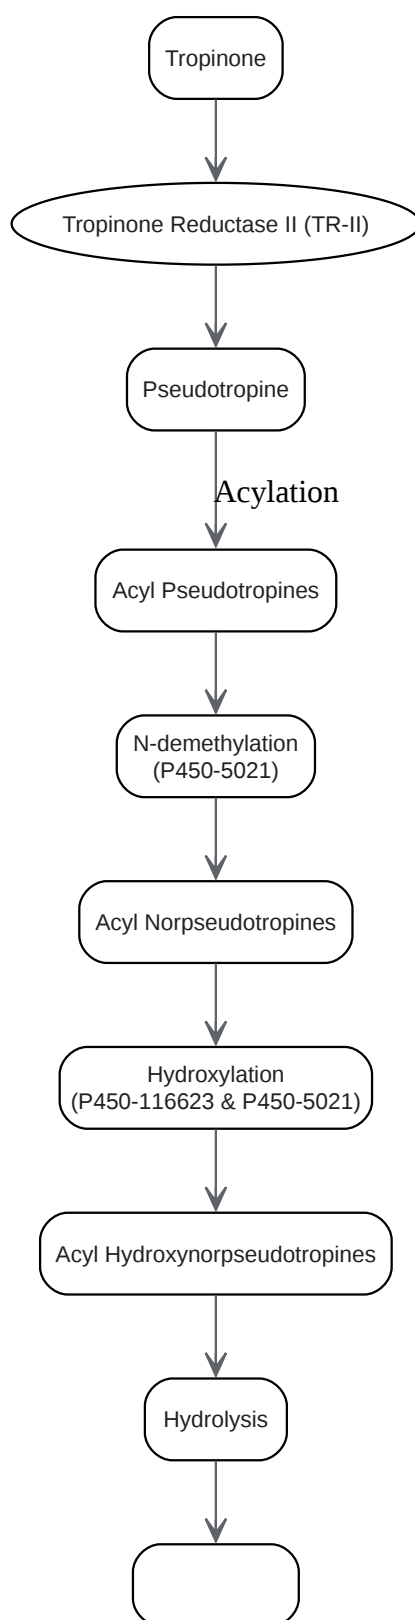 Tropinone
Tropinone Reductase II (TR-II)
Pseudotropine
Acylation
Acyl Pseudotropines
N-demethylation
(P450-5021)
Acyl Norpseudotropines
Hydroxylation
(P450-116623 & P450-5021)
Acyl Hydroxynorpseudotropines
Hydrolysis